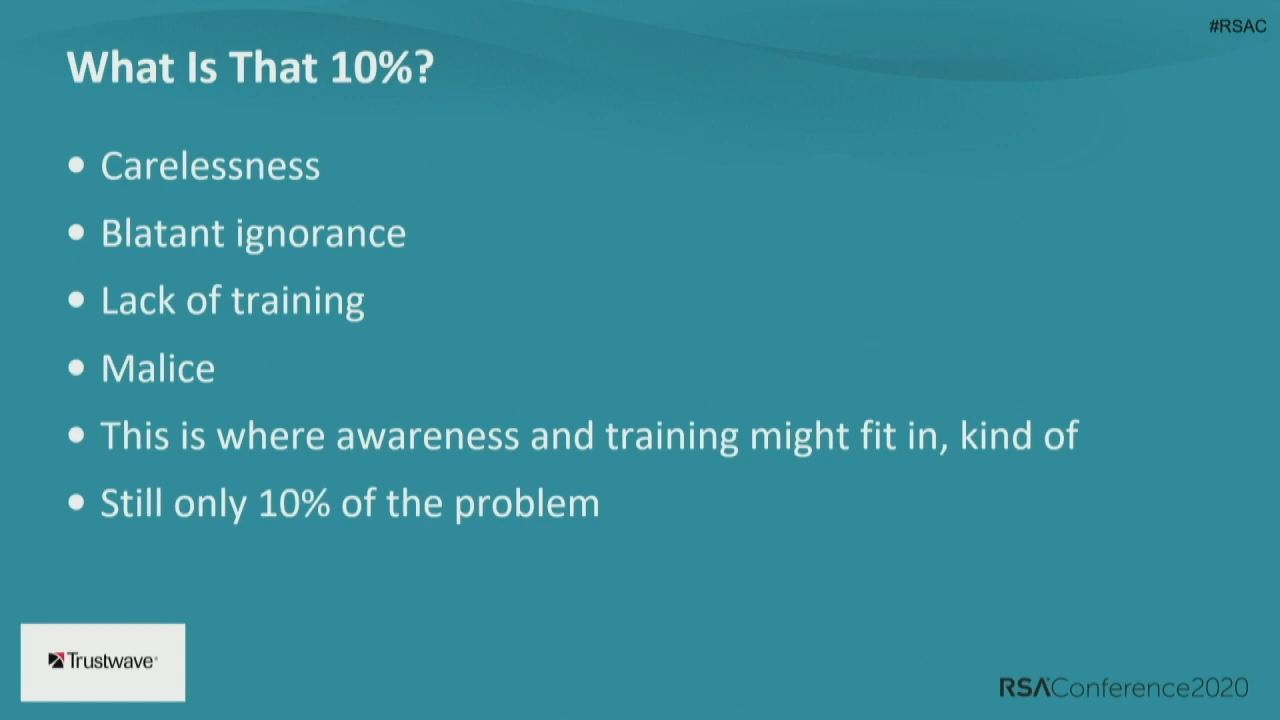 #RSAC
What Is That 10%?
• Carelessness
• Blatant ignorance
• Lack of training
• Malice
• This is where awareness and training might fit in, kind of
• Still only 10% of the problem
Trustwave®
RSAConference2020